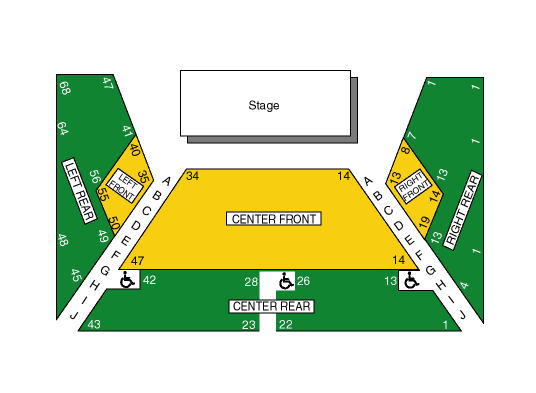 Stage
68
47
64
41
40
35
LEFT
FRONT
LEFT REAR
56
55
50
49
48
45
A
B
C
D
E
F
G
H
I
J
34
14
CENTER FRONT
47
14
42
28
26
13
CENTER REAR
43
23
22
1
A
B
C
D
E
F
G
H
I
J
1
7
8
13
RIGHT
FRONT
14
19
13
13
1
1
1
4
RIGHT REAR